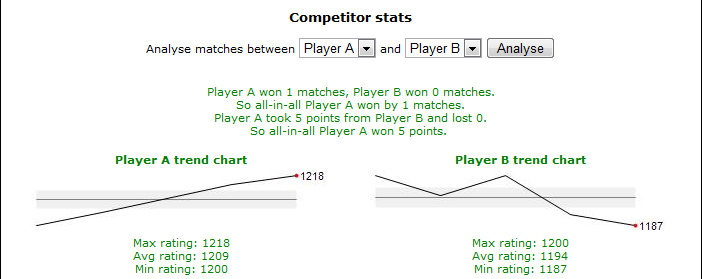 Competitor stats
Analyse matches between Player A and Player B Analyse
Player A won 1 matches, Player B won 0 matches.
So all-in-all Player A won by 1 matches.
Player A took 5 points from Player B and lost 0.
So all-in-all Player A won 5 points.
Player A trend chart
1218
Max rating: 1218
Avg rating: 1209
Min rating: 1200
Player B trend chart
1187
Max rating: 1200
Avg rating: 1194
Min rating: 1187